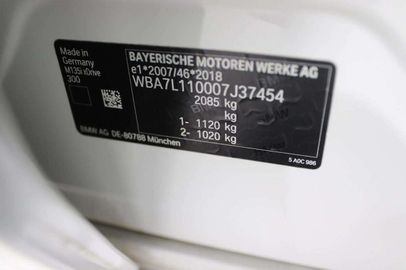 Made in
Germany
M135i xDrive
300
BAYERISCHE MOTOREN WERKE AG
e1*2007/46*2018
WBA7L110007J37454
2085 kg
kg
1- 1120 kg
2- 1020 kg
BMW AG DE-80788 München
5 A0C 986